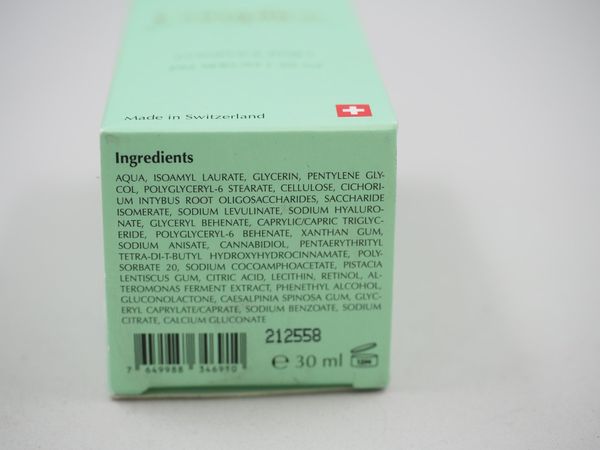 Made in Switzerland
Ingredients
AQUA, ISOAMYL LAURATE, GLYCERIN, PENTYLENE GLY-
COL, POLYGLYCERYL-6 STEARATE, CELLULOSE, CICHORI-
UM INTYBUS ROOT OLIGOSACCHARIDES, SACCHARIDE
ISOMERATE, SODIUM LEVULINATE, SODIUM HYALURO-
NATE, GLYCERYL BEHENATE, CAPRYLIC/CAPRIC TRIGLYC-
ERIDE, POLYGLYCERYL-6 BEHENATE, XANTHAN GUM,
SODIUM ANISATE, CANNABIDIOL, PENTAERYTHRITYL
TETRA-DI-T-BUTYL HYDROXYHYDROCINNAMATE, POLY-
SORBATE 20, SODIUM COCOAMPHOACETATE, PISTACIA
LENTISCUS GUM, CITRIC ACID, LECITHIN, RETINOL, AL-
TEROMONAS FERMENT EXTRACT, PHENETHYL ALCOHOL,
GLUCONOLACTONE, CAESALPINIA SPINOSA GUM, GLYC-
ERYL CAPRYLATE/CAPRATE, SODIUM BENZOATE, SODIUM
CITRATE, CALCIUM GLUCONATE
212558
7 649988 346910
℮ 30 ml